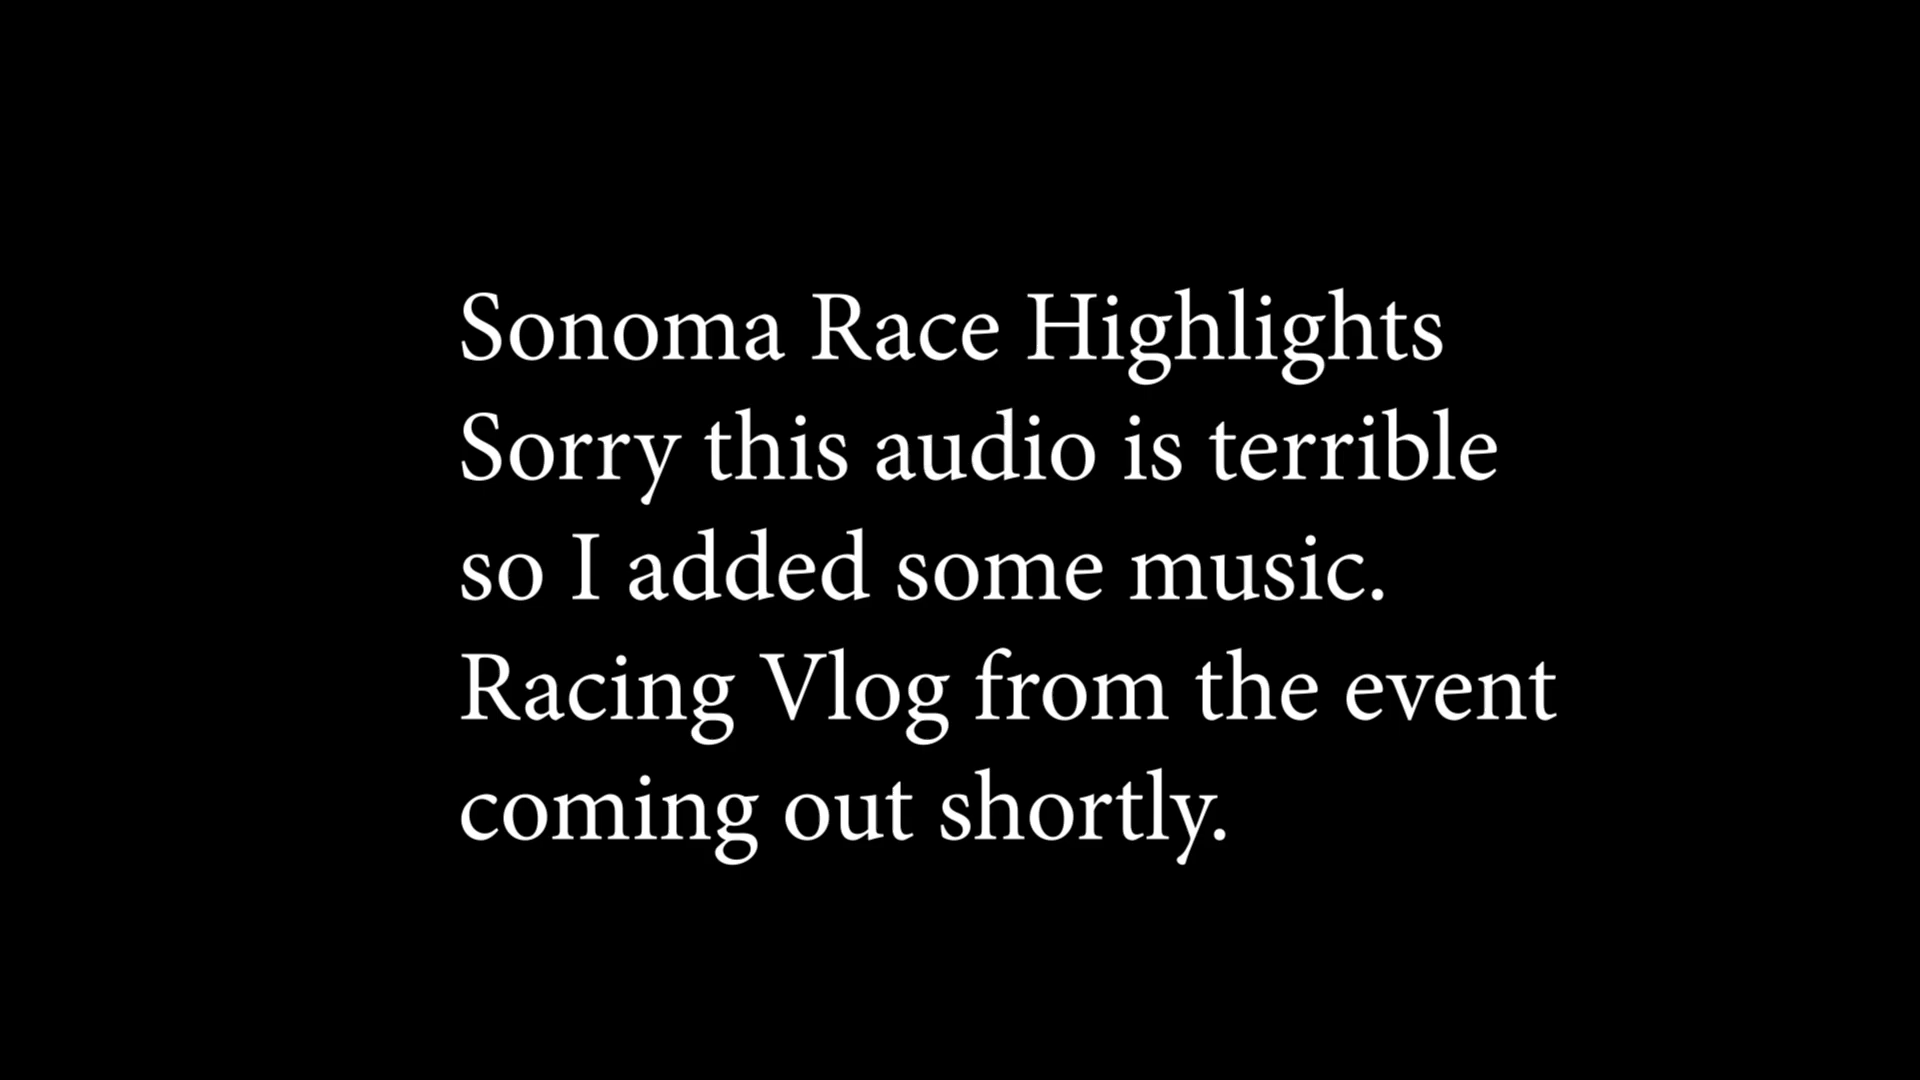 Sonoma Race Highlights
Sorry this audio is terrible
so I added some music.
Racing Vlog from the event
coming out shortly.